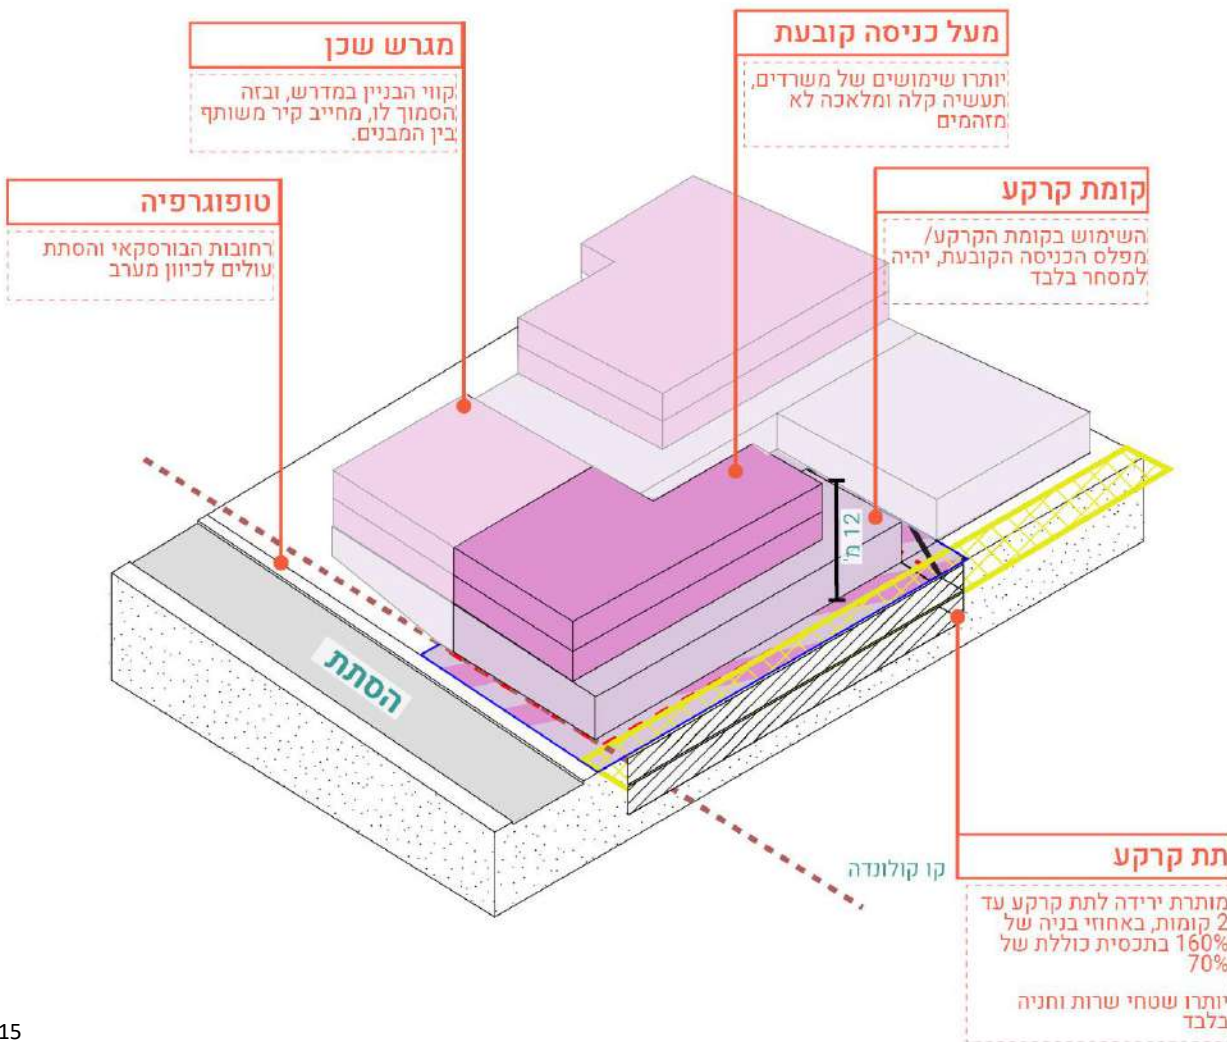 מעל כניסה קובעת
יותרו שימושים של משרדים,
תעשיה קלה ומלאכה לא
מזהמים
מגרש שכן
קווי הבניין במדרש, ובזה
הסמוך לו, מחייב קיר משותף
בין המבנים.
קומת קרקע
השימוש בקומת הקרקע/
מפלס הכניסה הקובעת, יהיה
למסחר בלבד
טופוגרפיה
רחובות הבורסקאי והסתת
עולים לכיוון מערב
12 מ'
הסתת
קו קולונדה
תת קרקע
מותרת ירידה לתת קרקע עד
2 קומות, באחוזי בניה של
160% בתכסית כוללת של
70%
יותרו שטחי שרות וחניה
בלבד
15